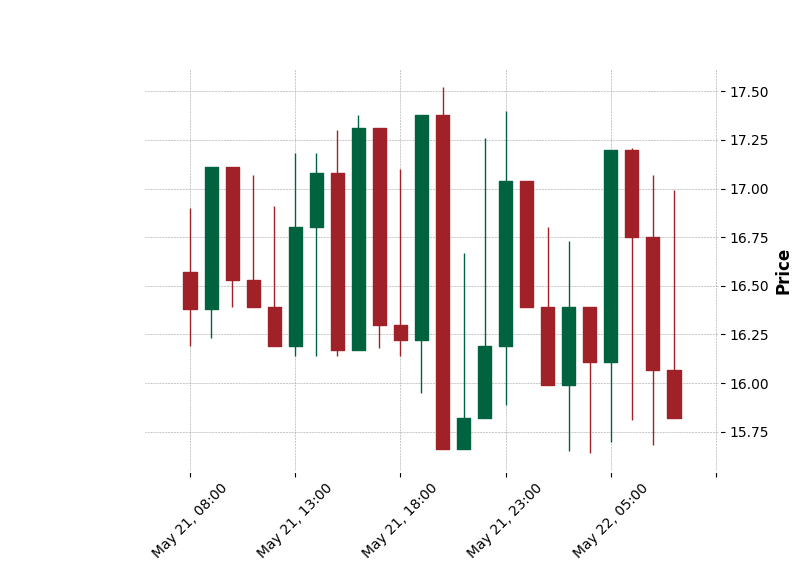 17.50
17.25
17.00
16.75
16.50
16.25
16.00
15.75
Price
May 21, 08:00
May 21, 13:00
May 21, 18:00
May 21, 23:00
May 22, 05:00